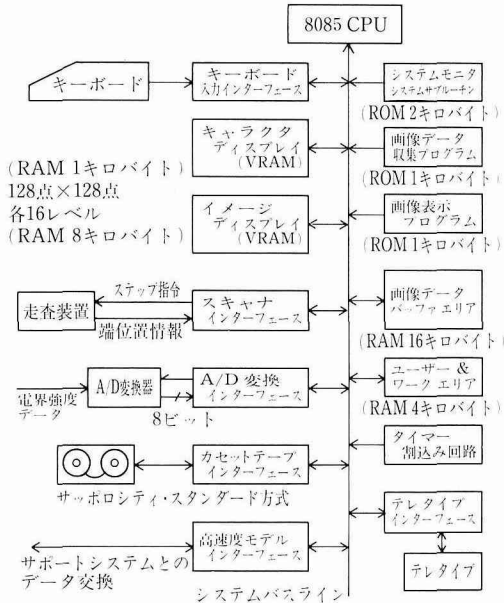 8085 CPU
キーボード
キーボード
入力インターフェース
システムモニタ
システムサブルーチン
(ROM 2キロバイト)
キャラクタ
ディスプレイ
(VRAM)
画像データ
収集プログラム
(ROM 1キロバイト)
(RAM 1キロバイト)
128点×128点
各16レベル
(RAM 8キロバイト)
イメージ
ディスプレイ
(VRAM)
画像表示
プログラム
(ROM 1キロバイト)
走査装置
ステップ指令
端位置情報
スキャナ
インターフェース
画像データ
バッファエリア
(RAM 16キロバイト)
電界強度
データ
A/D変換器
8ビット
A/D 変換
インターフェース
ユーザー &
ワークエリア
(RAM 4キロバイト)
カセットテープ
インターフェース
サッポロシティ・スタンダード方式
タイマー
割込み回路
高速度モデル
インターフェース
サポートシステムとの
データ交換
テレタイプ
インターフェース
テレタイプ
システムバスライン